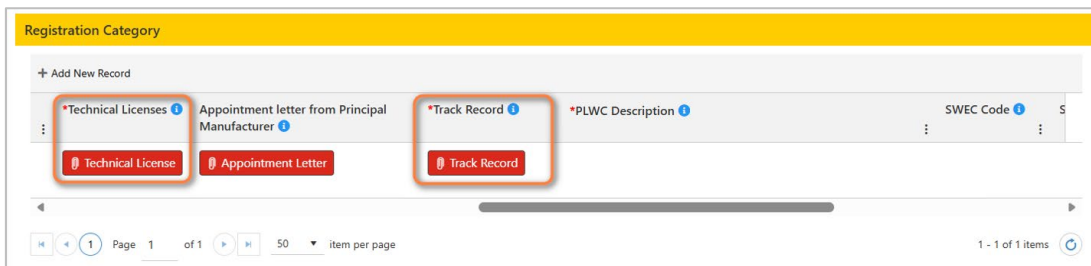 Registration Category
+ Add New Record
*Technical Licenses
Appointment letter from Principal
Manufacturer
*Track Record
*PLWC Description
SWEC Code
S
Technical License
Appointment Letter
Track Record
1 Page 1 of 1 50 item per page
1 - 1 of 1 items